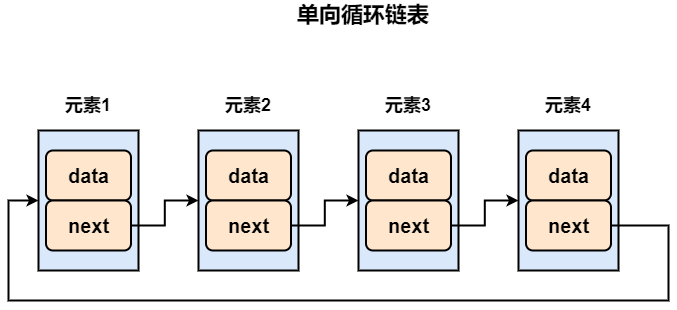 单向循环链表
元素1 元素2 元素3 元素4
data data data data
next next next next